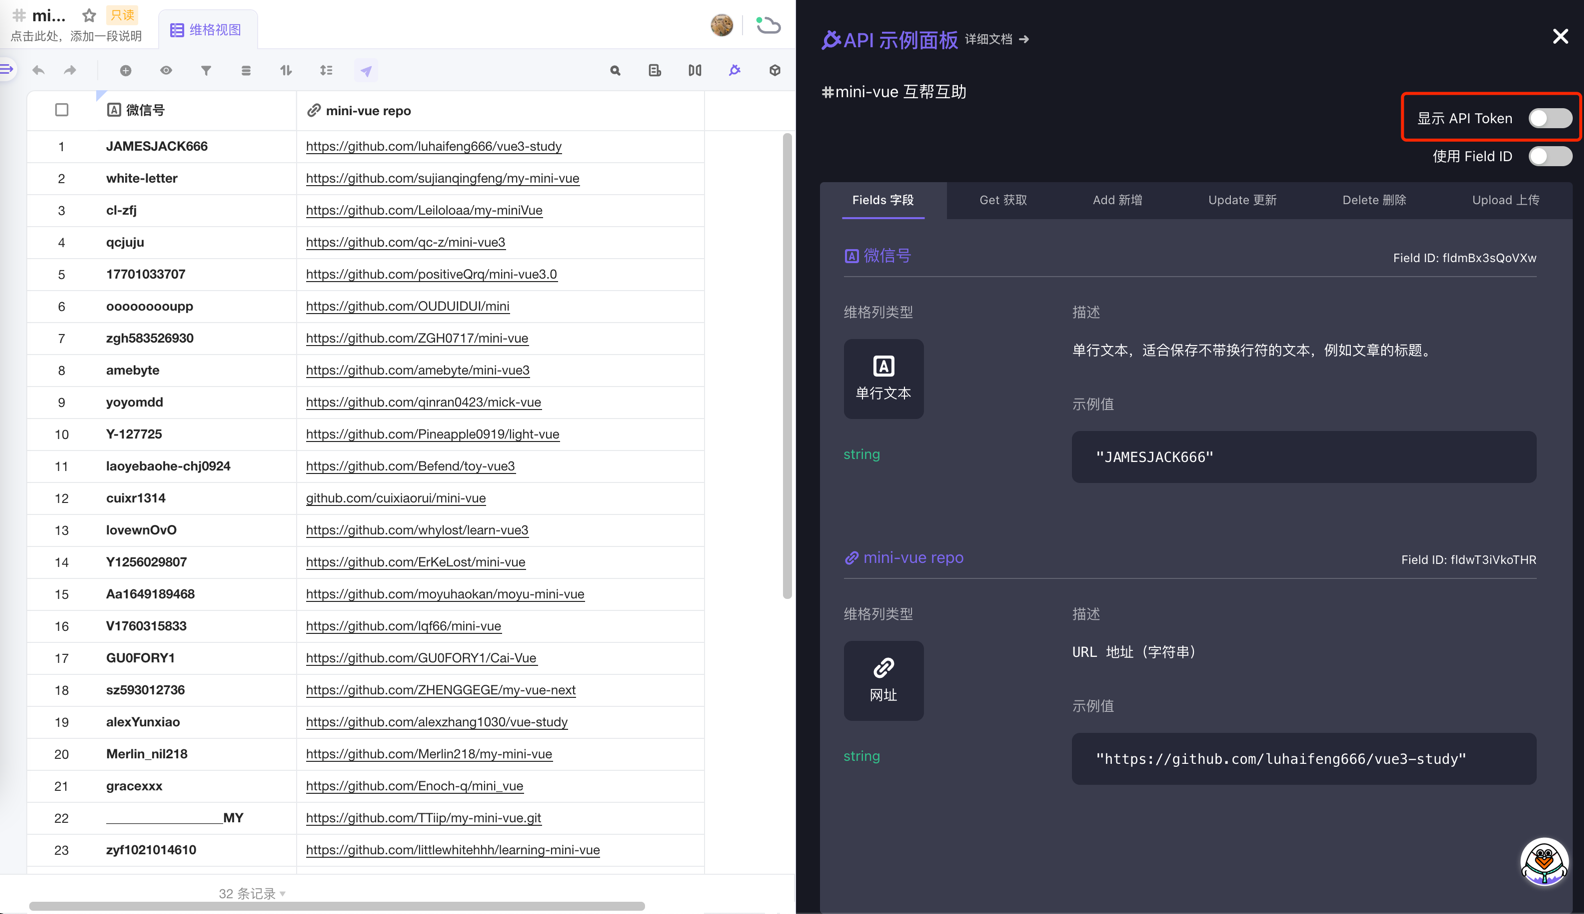 mi...
只读
点击此处，添加一段说明
维格视图
微信号
mini-vue repo
1 JAMESJACK666 https://github.com/luhaifeng666/vue3-study
2 white-letter https://github.com/sujianqingfeng/my-mini-vue
3 cl-zfj https://github.com/Leiloloaa/my-miniVue
4 qcjuju https://github.com/qc-z/mini-vue3
5 17701033707 https://github.com/positiveQrq/mini-vue3.0
6 ooooooooupp https://github.com/OUDUIDUI/mini
7 zgh583526930 https://github.com/ZGH0717/mini-vue
8 amebyte https://github.com/amebyte/mini-vue3
9 yoyomdd https://github.com/qinran0423/mick-vue
10 Y-127725 https://github.com/Pineapple0919/light-vue
11 laoyebaohe-chj0924 https://github.com/Befend/toy-vue3
12 cuixr1314 github.com/cuixiaorui/mini-vue
13 lovewnOvO https://github.com/whylost/learn-vue3
14 Y1256029807 https://github.com/ErKeLost/mini-vue
15 Aa1649189468 https://github.com/moyuhaokan/moyu-mini-vue
16 V1760315833 https://github.com/lqf66/mini-vue
17 GU0FORY1 https://github.com/GU0FORY1/Cai-Vue
18 sz593012736 https://github.com/ZHENGGEGE/my-vue-next
19 alexYunxiao https://github.com/alexzhang1030/vue-study
20 Merlin_nil218 https://github.com/Merlin218/my-mini-vue
21 gracexxx https://github.com/Enoch-q/mini_vue
22 _________________MY https://github.com/TTiip/my-mini-vue.git
23 zyf1021014610 https://github.com/littlewhitehhh/learning-mini-vue
32 条记录
API 示例面板 详细文档 →
#mini-vue 互帮互助
显示 API Token
使用 Field ID
Fields 字段 Get 获取 Add 新增 Update 更新 Delete 删除 Upload 上传
微信号 Field ID: fldmBx3sQoVXw
维格列类型 描述
单行文本，适合保存不带换行符的文本，例如文章的标题。
单行文本
示例值
string
"JAMESJACK666"
mini-vue repo Field ID: fldwT3iVkoTHR
维格列类型 描述
URL 地址（字符串）
网址
示例值
string
"https://github.com/luhaifeng666/vue3-study"